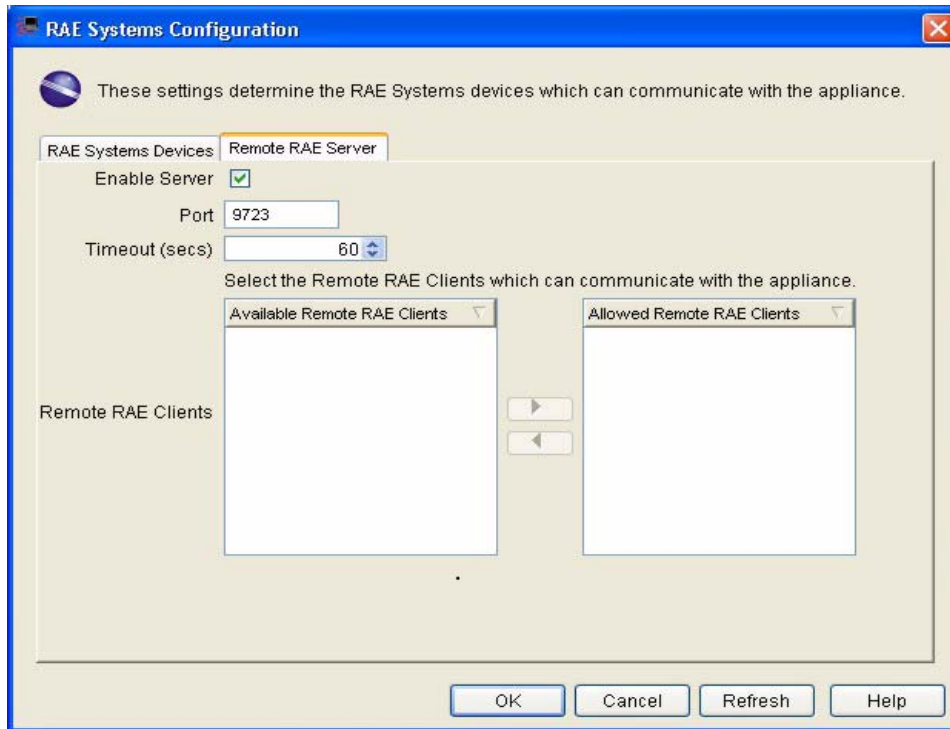 RAE Systems Configuration
These settings determine the RAE Systems devices which can communicate with the appliance.
RAE Systems Devices
Remote RAE Server
Enable Server
Port 9723
Timeout (secs) 60
Select the Remote RAE Clients which can communicate with the appliance.
Available Remote RAE Clients
Allowed Remote RAE Clients
Remote RAE Clients
OK
Cancel
Refresh
Help